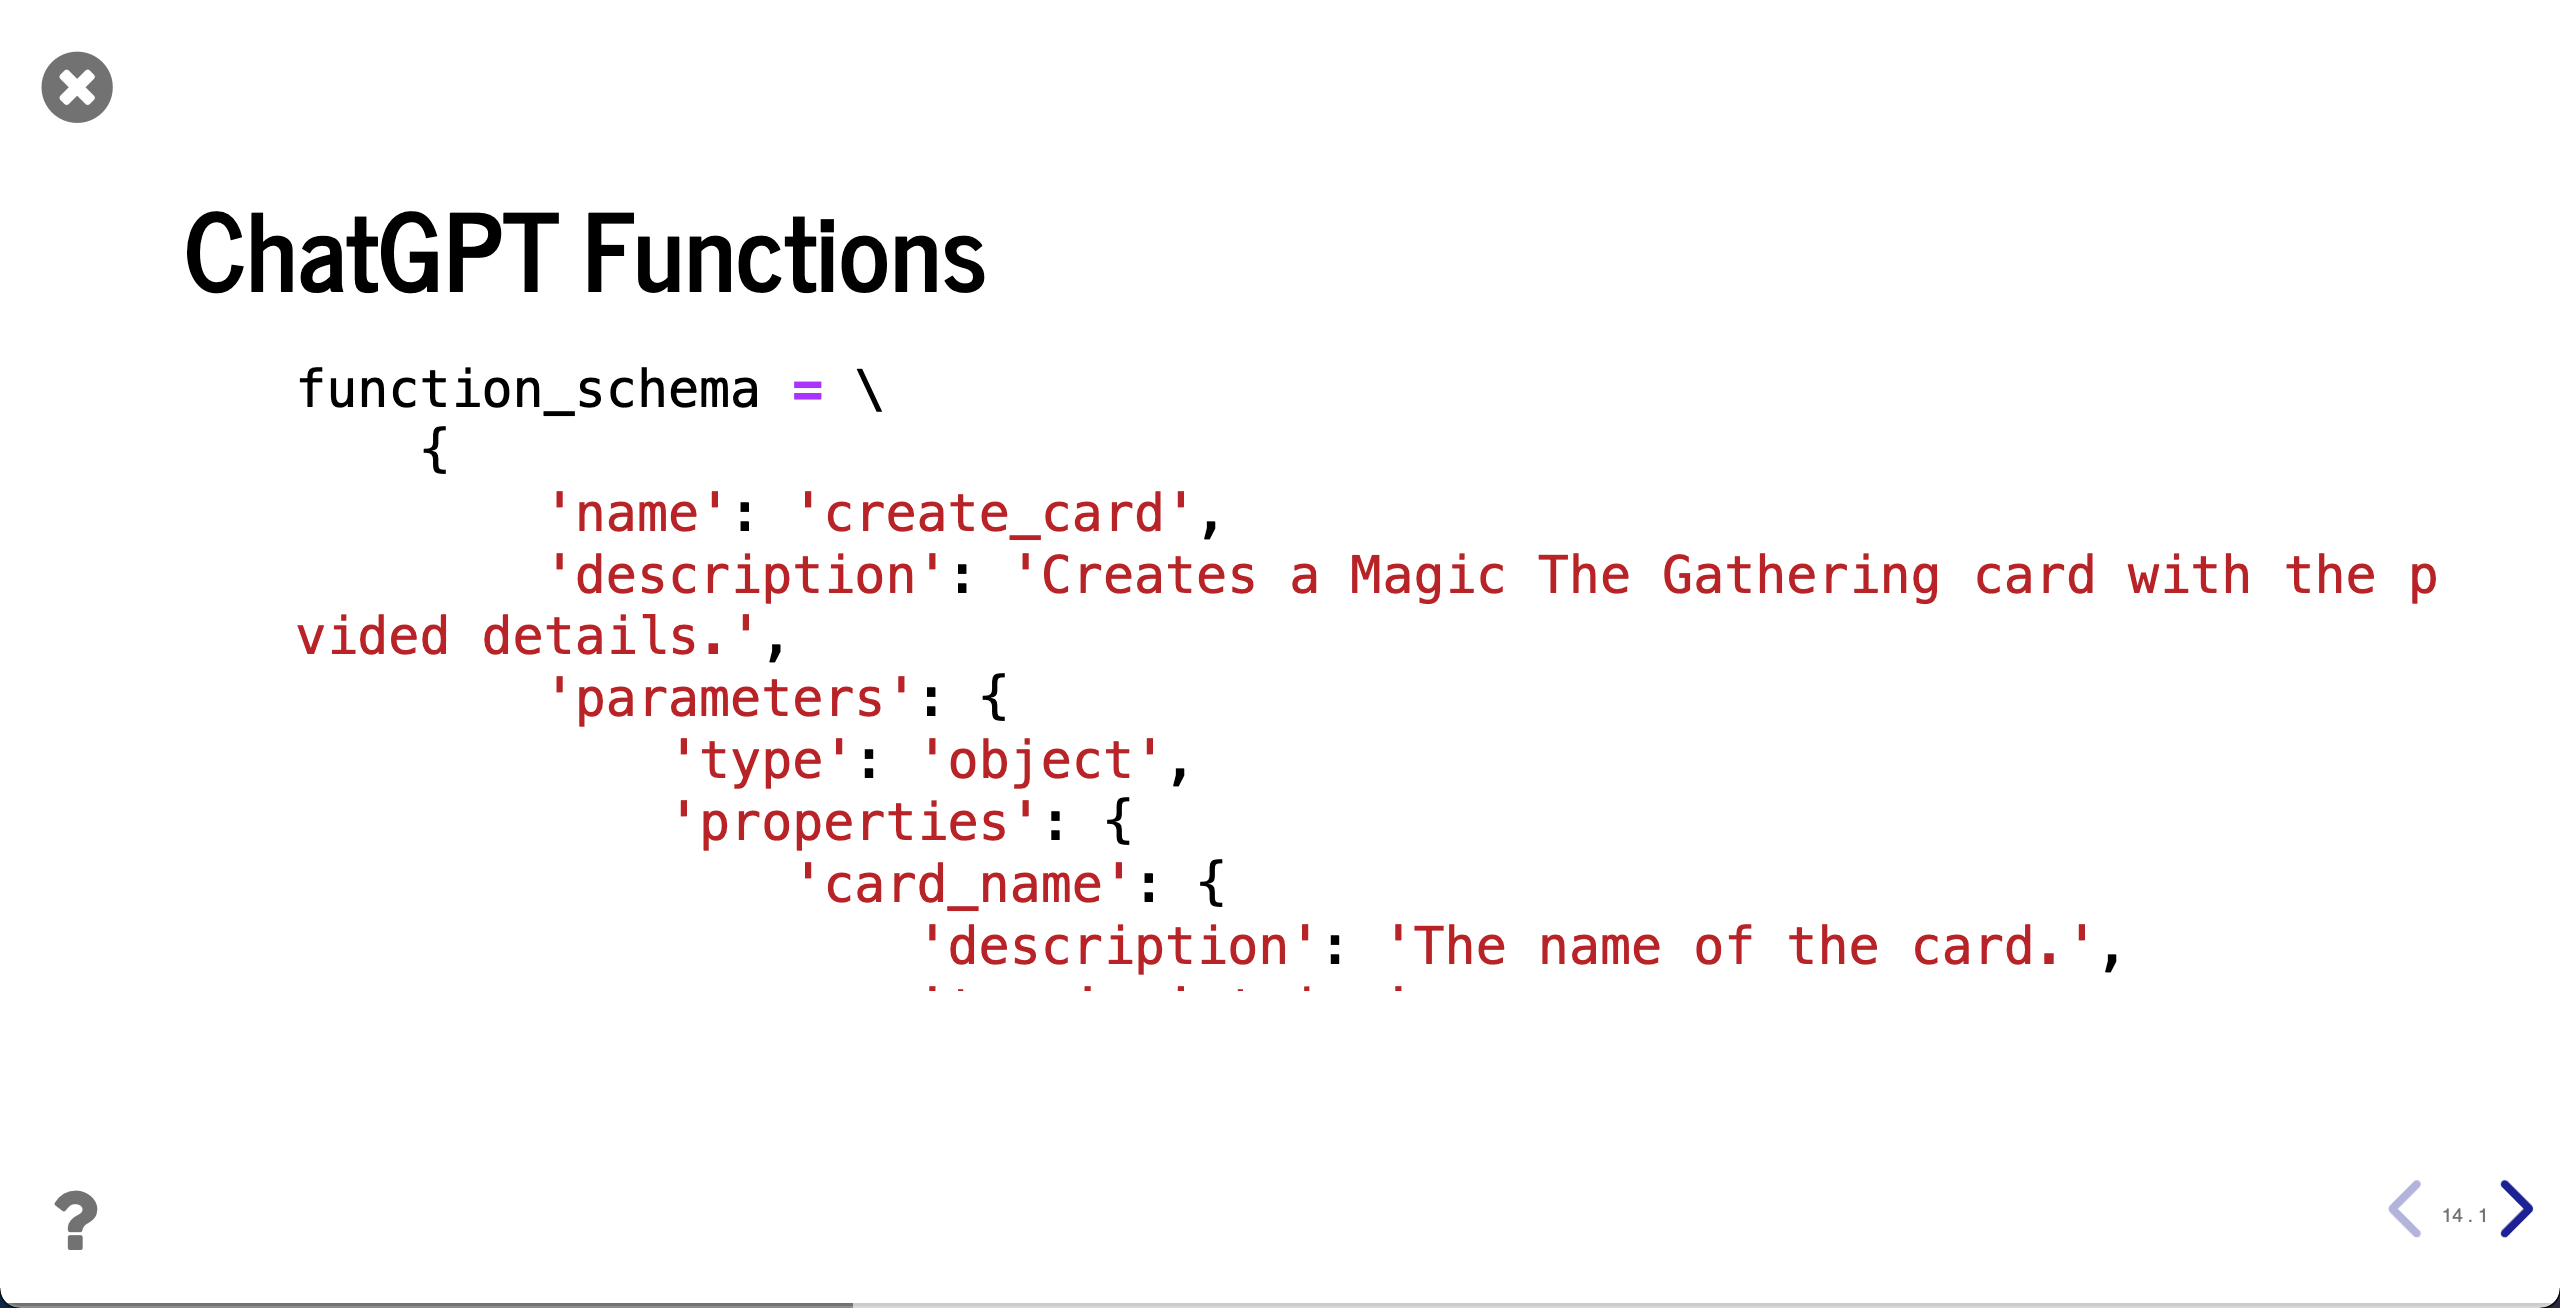 ChatGPT Functions
function_schema = \
{
'name': 'create_card',
'description': 'Creates a Magic The Gathering card with the p
vided details.',
'parameters': {
'type': 'object',
'properties': {
'card_name': {
'description': 'The name of the card.',
14.1